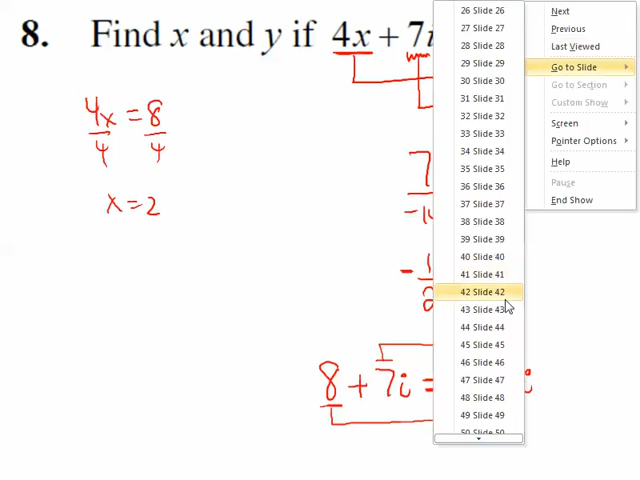 8. Find x and y if 4x + 7i
4x = 8
4 4
x = 2
7
-1
8 + 7i = i
26 Slide 26
27 Slide 27
28 Slide 28
29 Slide 29
30 Slide 30
31 Slide 31
32 Slide 32
33 Slide 33
34 Slide 34
35 Slide 35
36 Slide 36
37 Slide 37
38 Slide 38
39 Slide 39
40 Slide 40
41 Slide 41
42 Slide 42
43 Slide 43
44 Slide 44
45 Slide 45
46 Slide 46
47 Slide 47
48 Slide 48
49 Slide 49
50 Slide 50
Next
Previous
Last Viewed
Go to Slide
Go to Section
Custom Show
Screen
Pointer Options
Help
Pause
End Show